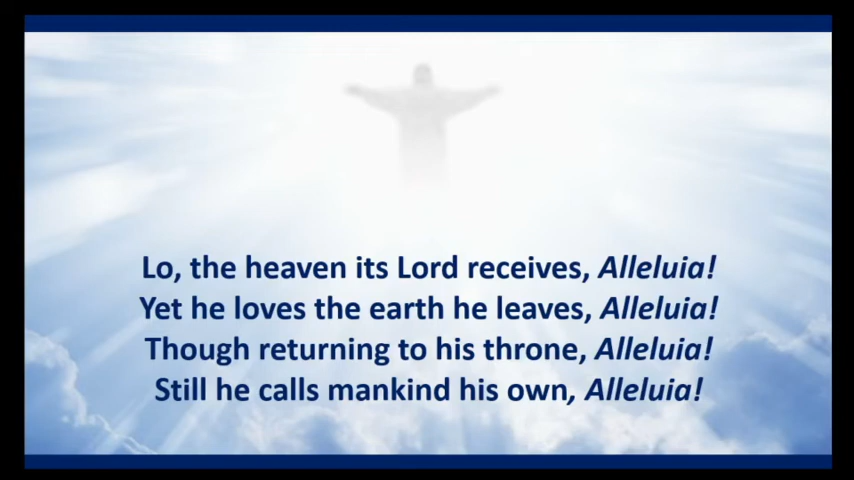 Lo, the heaven its Lord receives, Alleluia!
Yet he loves the earth he leaves, Alleluia!
Though returning to his throne, Alleluia!
Still he calls mankind his own, Alleluia!